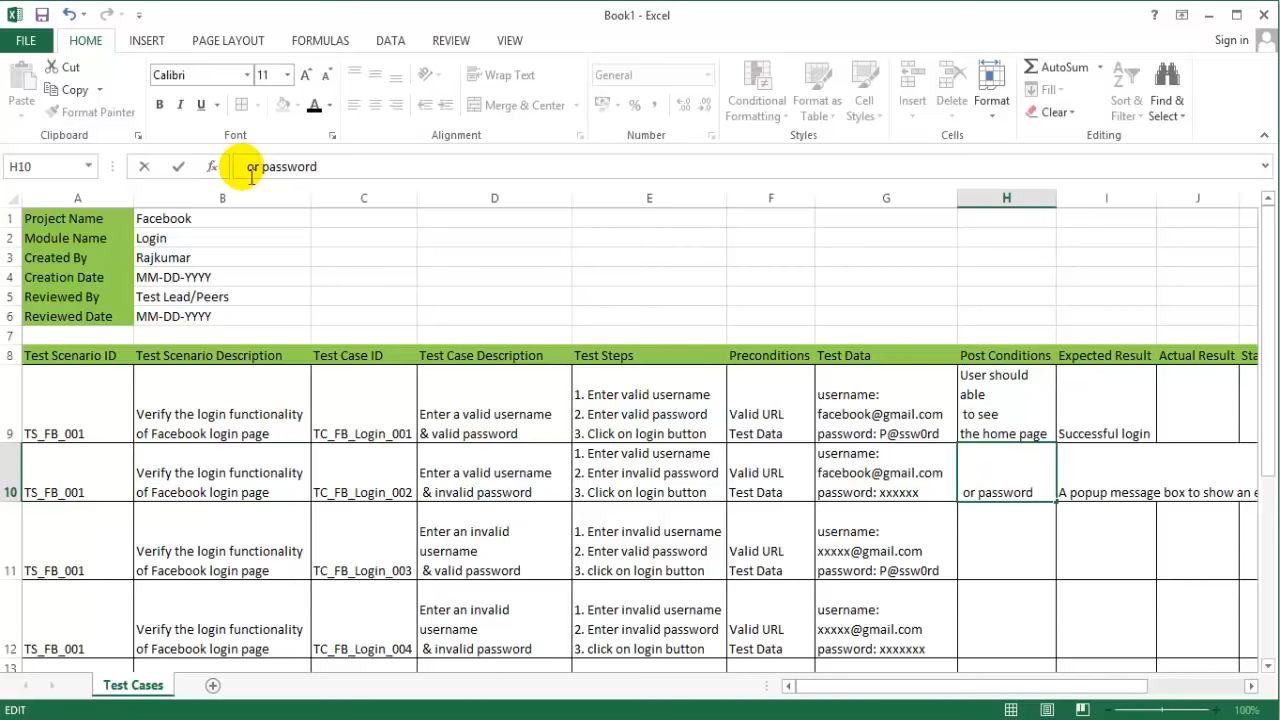 Book1 - Excel
?
FILE HOME INSERT PAGE LAYOUT FORMULAS DATA REVIEW VIEW Sign in
Paste
Cut
Copy
Format Painter
Clipboard
Calibri 11
B I U
Font
Wrap Text
Merge & Center
Alignment
General
Number
Conditional
Formatting
Format as
Table
Cell
Styles
Styles
Insert
Delete
Format
Cells
AutoSum
Fill
Clear
Sort &
Filter
Find &
Select
Editing
H10 fx or password
A B C D E F G H I J
1 Project Name Facebook
2 Module Name Login
3 Created By Rajkumar
4 Creation Date MM-DD-YYYY
5 Reviewed By Test Lead/Peers
6 Reviewed Date MM-DD-YYYY
7
8 Test Scenario ID Test Scenario Description Test Case ID Test Case Description Test Steps Preconditions Test Data Post Conditions Expected Result Actual Result Sta
9 TS_FB_001
Verify the login functionality
of Facebook login page
TC_FB_Login_001
Enter a valid username
& valid password
1. Enter valid username
2. Enter valid password
3. Click on login button
Valid URL
Test Data
username:
facebook@gmail.com
password: P@ssw0rd
User should
able
to see
the home page
Successful login
10 TS_FB_001
Verify the login functionality
of Facebook login page
TC_FB_Login_002
Enter a valid username
& invalid password
1. Enter valid username
2. Enter invalid password
3. Click on login button
Valid URL
Test Data
username:
facebook@gmail.com
password: xxxxxx
or password
A popup message box to show an e
11 TS_FB_001
Verify the login functionality
of Facebook login page
TC_FB_Login_003
Enter an invalid
username
& valid password
1. Enter invalid username
2. Enter valid password
3. click on login button
Valid URL
Test Data
username:
xxxxx@gmail.com
password: P@ssw0rd
12 TS_FB_001
Verify the login functionality
of Facebook login page
TC_FB_Login_004
Enter an invalid
username
& invalid password
1. Enter invalid username
2. Enter invalid password
3. click on login button
Valid URL
Test Data
username:
xxxxx@gmail.com
password: xxxxxxx
13
Test Cases
EDIT 100%